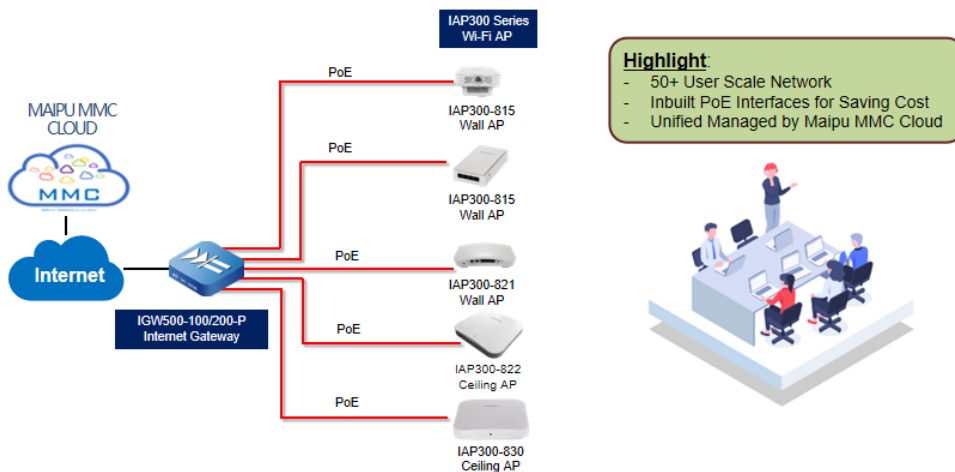 IAP300 Series
Wi-Fi AP
PoE
IAP300-815
Wall AP
PoE
IAP300-815
Wall AP
PoE
IAP300-821
Wall AP
PoE
IAP300-822
Ceiling AP
PoE
IAP300-830
Ceiling AP
MAIPU MMC
CLOUD
MMC
Internet
IGW500-100/200-P
Internet Gateway
Highlight:
- 50+ User Scale Network
- Inbuilt PoE Interfaces for Saving Cost
- Unified Managed by Maipu MMC Cloud